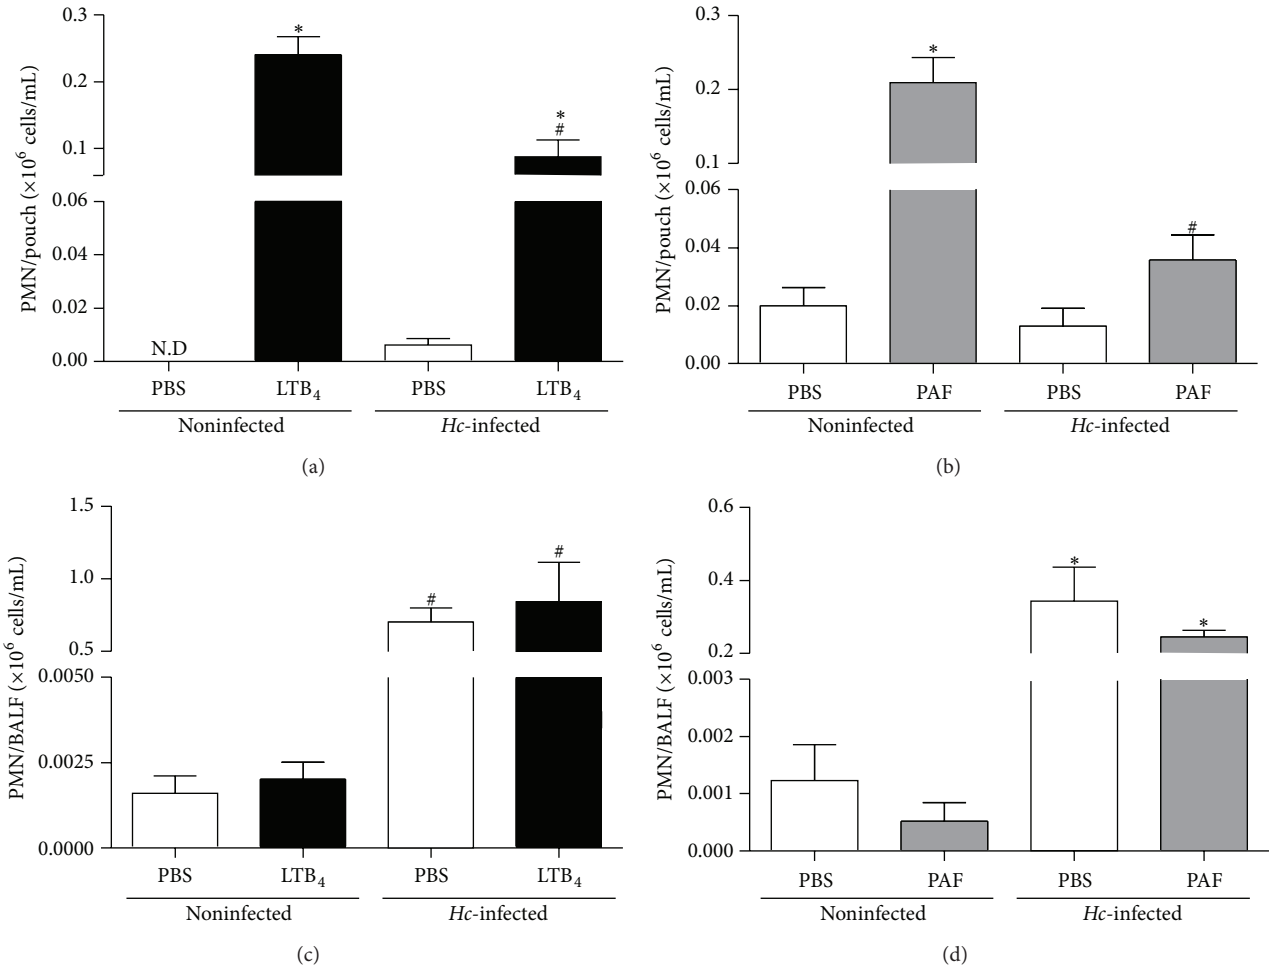 PMN/pouch (×10⁶ cells/mL)
0.3
0.2
0.1
0.06
0.04
0.02
0.00
*
*
#
N.D
PBS LTB₄ PBS LTB₄
Noninfected Hc-infected
(a)
PMN/pouch (×10⁶ cells/mL)
0.3
0.2
0.1
0.06
0.04
0.02
0.00
*
#
PBS PAF PBS PAF
Noninfected Hc-infected
(b)
PMN/BALF (×10⁶ cells/mL)
1.5
1.0
0.5
0.0050
0.0025
0.0000
#
#
PBS LTB₄ PBS LTB₄
Noninfected Hc-infected
(c)
PMN/BALF (×10⁶ cells/mL)
0.6
0.4
0.2
0.003
0.002
0.001
0.000
*
*
PBS PAF PBS PAF
Noninfected Hc-infected
(d)